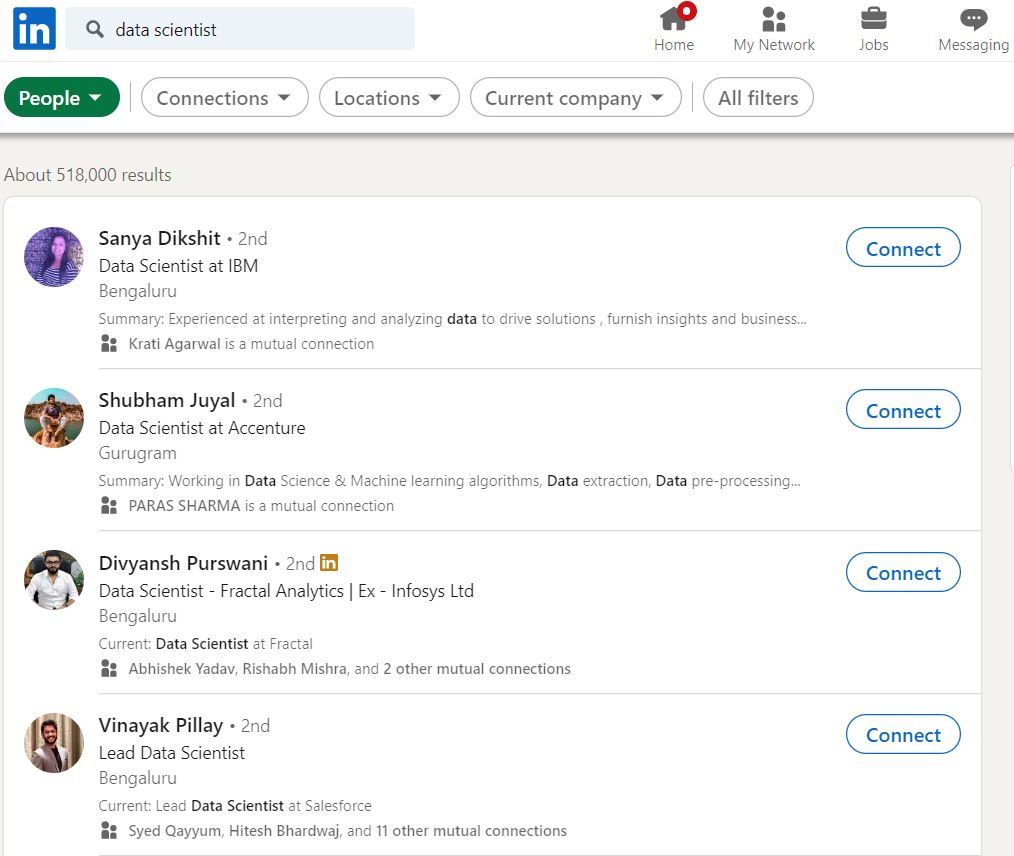 in data scientist Home My Network Jobs Messaging
People Connections Locations Current company All filters
About 518,000 results
Sanya Dikshit • 2nd
Connect
Data Scientist at IBM
Bengaluru
Summary: Experienced at interpreting and analyzing data to drive solutions , furnish insights and business...
Krati Agarwal is a mutual connection
Shubham Juyal • 2nd
Connect
Data Scientist at Accenture
Gurugram
Summary: Working in Data Science & Machine learning algorithms, Data extraction, Data pre-processing...
PARAS SHARMA is a mutual connection
Divyansh Purswani • 2nd in
Connect
Data Scientist - Fractal Analytics | Ex - Infosys Ltd
Bengaluru
Current: Data Scientist at Fractal
Abhishek Yadav, Rishabh Mishra, and 2 other mutual connections
Vinayak Pillay • 2nd
Connect
Lead Data Scientist
Bengaluru
Current: Lead Data Scientist at Salesforce
Syed Qayyum, Hitesh Bhardwaj, and 11 other mutual connections